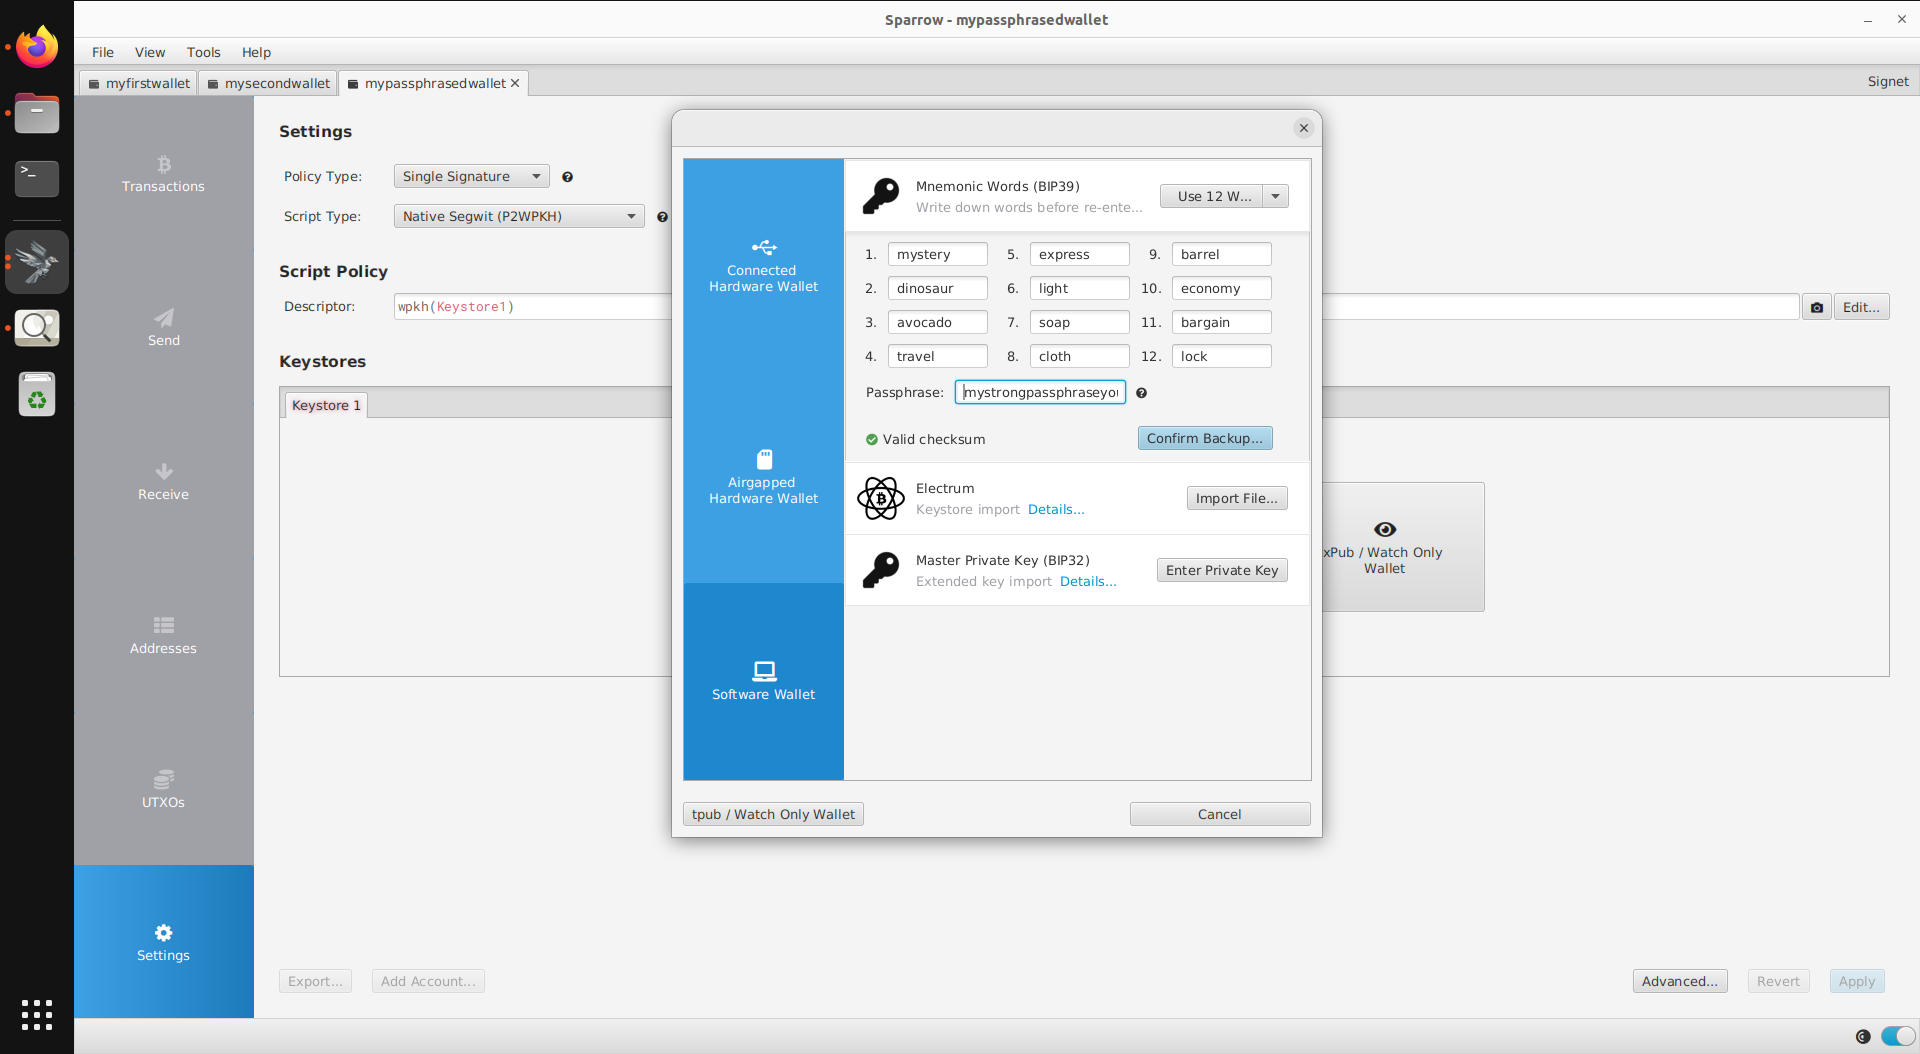 Sparrow - mypassphrasedwallet
File View Tools Help
myfirstwallet mysecondwallet mypassphrasedwallet Signet
Transactions
Send
Receive
Addresses
UTXOs
Settings
Settings
Policy Type: Single Signature
Script Type: Native Segwit (P2WPKH)
Script Policy
Descriptor: wpkh(Keystore1) Edit...
Keystores
Keystore 1
xPub / Watch Only
Wallet
Connected
Hardware Wallet
Airgapped
Hardware Wallet
Software Wallet
Mnemonic Words (BIP39)
Write down words before re-ente...
Use 12 W...
1. mystery 5. express 9. barrel
2. dinosaur 6. light 10. economy
3. avocado 7. soap 11. bargain
4. travel 8. cloth 12. lock
Passphrase: mystrongpassphraseyou
Valid checksum Confirm Backup...
Electrum
Keystore import Details...
Import File...
Master Private Key (BIP32)
Extended key import Details...
Enter Private Key
tpub / Watch Only Wallet Cancel
Export... Add Account... Advanced... Revert Apply